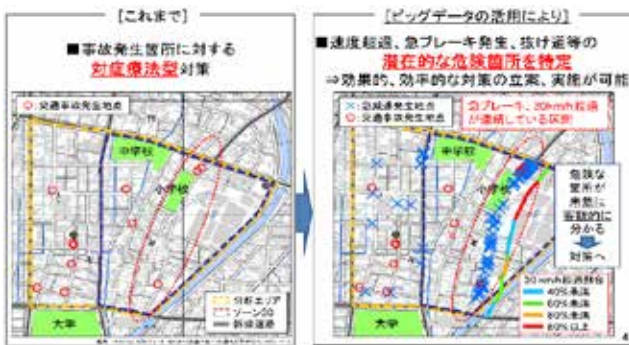 [これまで]
■事故発生箇所に対する
対症療法型対策
○:交通事故発生地点
中学校
小学校
大学
分析エリア
ゾーン30
幹線道路
[ビッグデータの活用により]
■速度超過、急ブレーキ発生、抜け道等の
潜在的な危険箇所を特定
⇒効果的、効率的な対策の立案、実施が可能
×:急減速発生地点
○:交通事故発生地点
急ブレーキ、30km/h超過
が連続している区間
中学校
小学校
大学
危険な
箇所が
客観的に
分かる
対策へ
30km/h超過割合
40%未満
60%未満
80%未満
80%以上
4